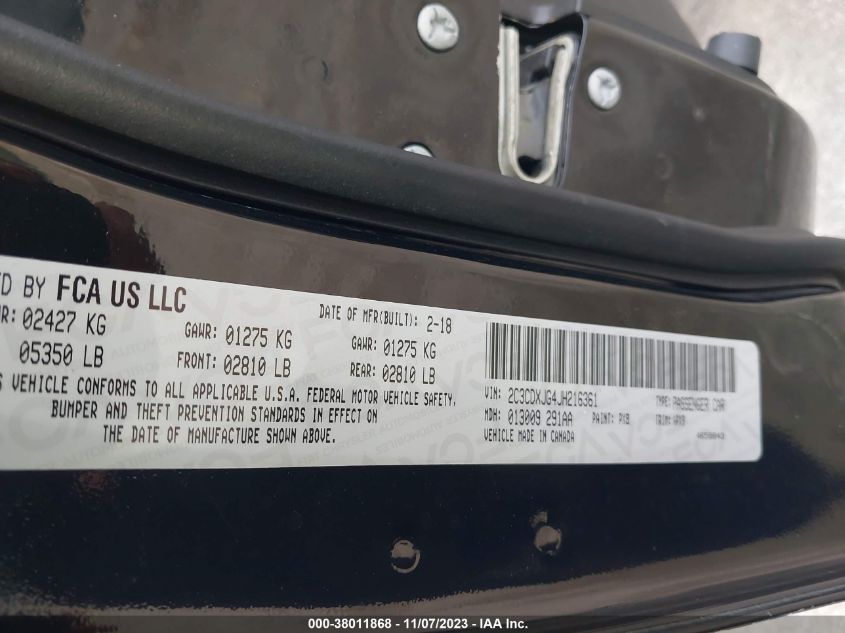 FD BY FCA US LLC
DATE OF MFR(BUILT): 2-18
02427 KG
GAWR: 01275 KG
GAWR: 01275 KG
05350 LB
FRONT: 02810 LB
REAR: 02810 LB
VEHICLE CONFORMS TO ALL APPLICABLE U.S.A. FEDERAL MOTOR VEHICLE SAFETY,
BUMPER AND THEFT PREVENTION STANDARDS IN EFFECT ON
THE DATE OF MANUFACTURE SHOWN ABOVE.
VIN: 2C3CDXJG4JH216361
TYPE: PASSENGER CAR
MDH: 013009 291AA
PAINT: PX8
TRIM:
VEHICLE MADE IN CANADA
000-38011868 - 11/07/2023 - IAA Inc.